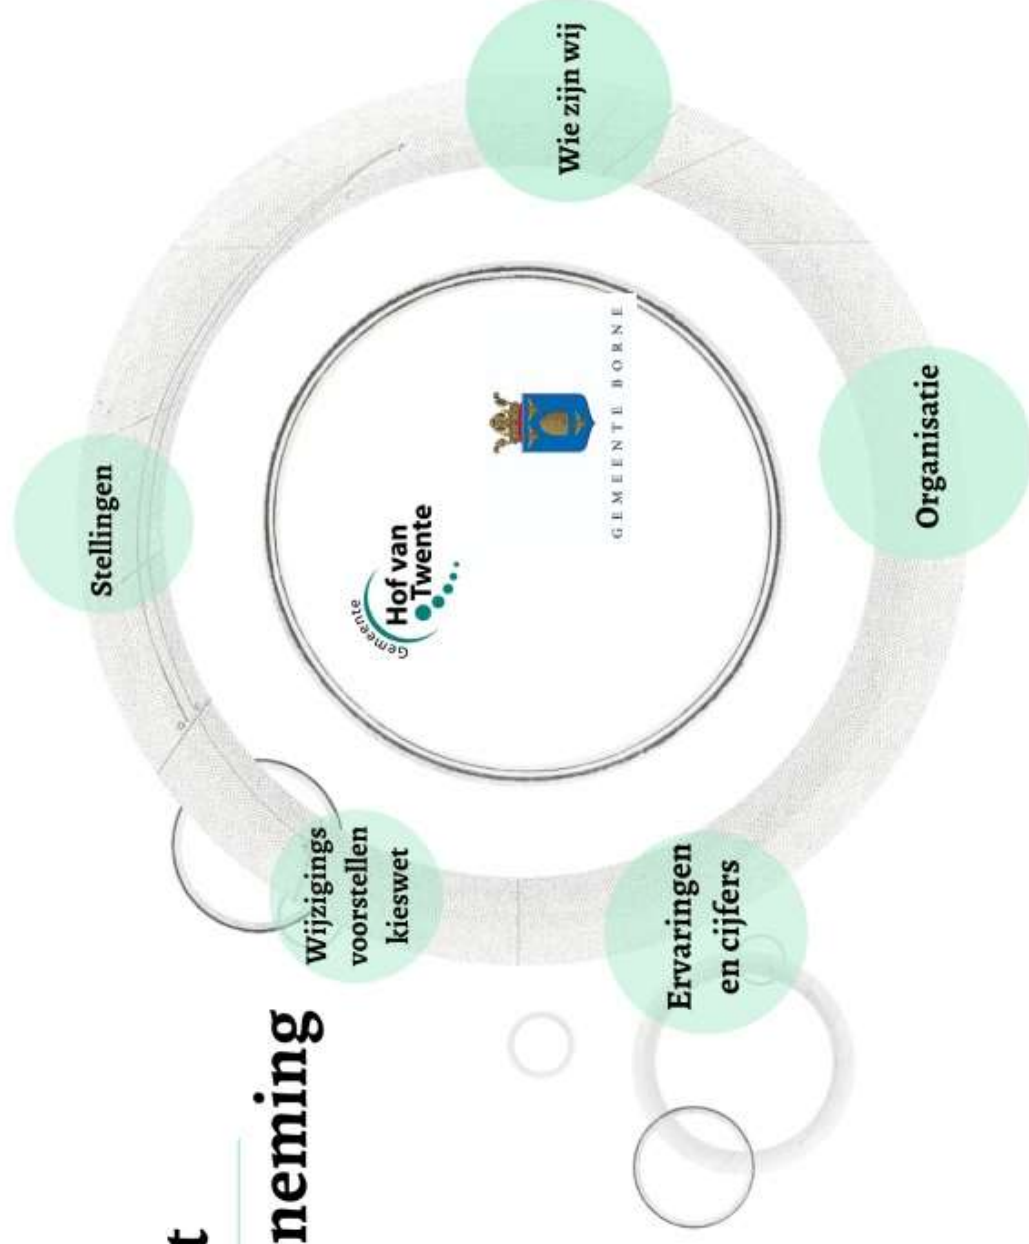 t
neming
Wijzigings
voorstellen
kieswet
Stellingen
Wie zijn wij
Gemeente
Hof van
Twente
GEMEENTE BORNE
Ervaringen
en cijfers
Organisatie